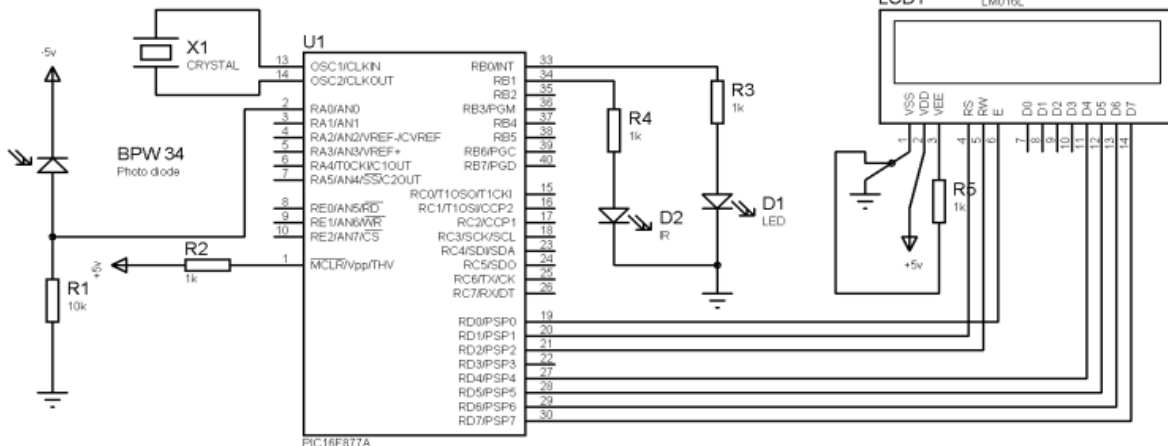 LM016L
X1
CRYSTAL
-5v
BPW 34
Photo diode
R1
10k
+5v
R2
1k
U1
13 OSC1/CLKIN
14 OSC2/CLKOUT
2 RA0/AN0
3 RA1/AN1
4 RA2/AN2/VREF-/CVREF
5 RA3/AN3/VREF+
6 RA4/T0CKI/C1OUT
7 RA5/AN4/SS/C2OUT
8 RE0/AN5/RD
9 RE1/AN6/WR
10 RE2/AN7/CS
1 MCLR/Vpp/THV
RB0/INT 33
RB1 34
RB2 35
RB3/PGM 36
RB4 37
RB5 38
RB6/PGC 39
RB7/PGD 40
RC0/T1OSO/T1CKI 15
RC1/T1OSI/CCP2 16
RC2/CCP1 17
RC3/SCK/SCL 18
RC4/SDI/SDA 23
RC5/SDO 24
RC6/TX/CK 25
RC7/RX/DT 26
RD0/PSP0 19
RD1/PSP1 20
RD2/PSP2 21
RD3/PSP3 22
RD4/PSP4 27
RD5/PSP5 28
RD6/PSP6 29
RD7/PSP7 30
PIC16F877A
R4
1k
R3
1k
D2
IR
D1
LED
VSS VDD VEE RS RW E D0 D1 D2 D3 D4 D5 D6 D7
1 2 3 4 5 6 7 8 9 10 11 12 13 14
R5
1k
+5v